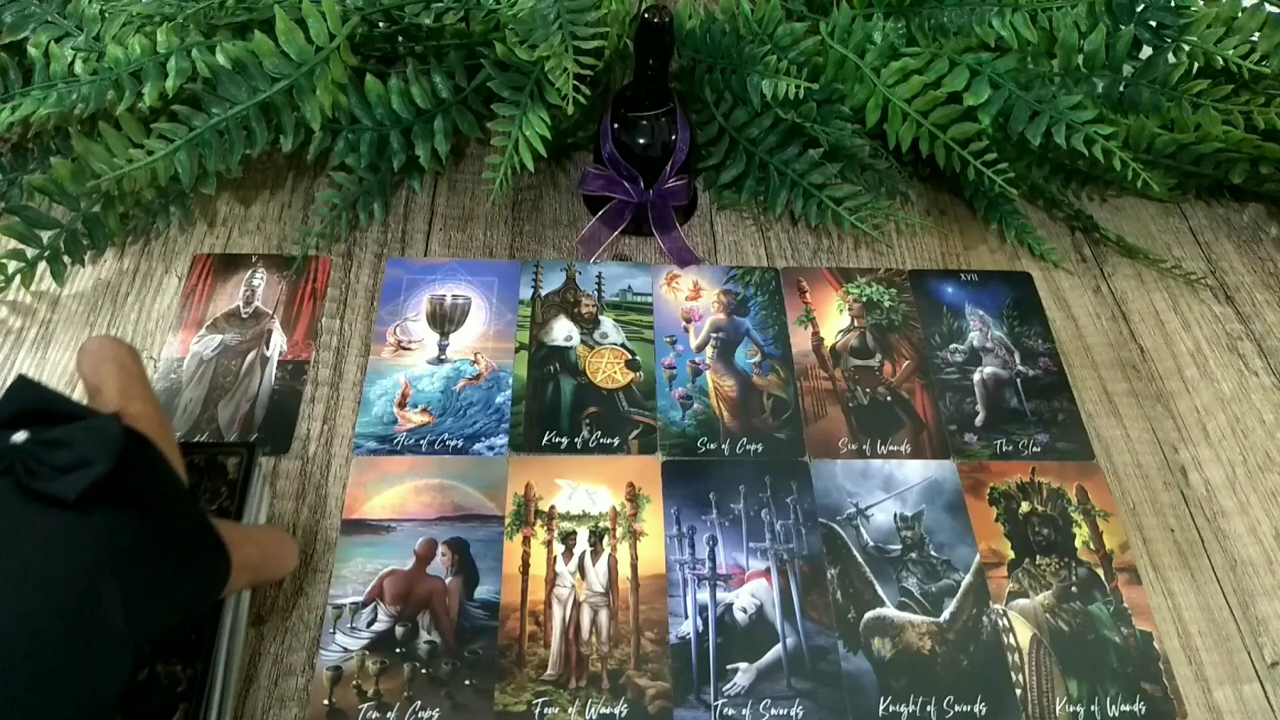 V
XVII
Ace of Cups
King of Coins
Six of Cups
Six of Wands
The Star
Ten of Cups
Four of Wands
Ten of Swords
Knight of Swords
King of Wands